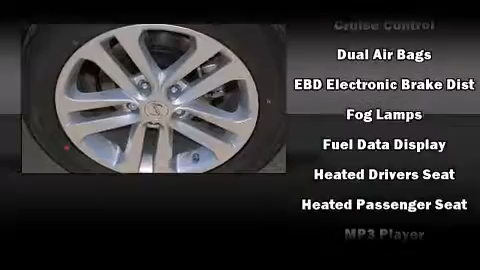 Cruise Control
Dual Air Bags
EBD Electronic Brake Dist
Fog Lamps
Fuel Data Display
Heated Drivers Seat
Heated Passenger Seat
MP3 Player